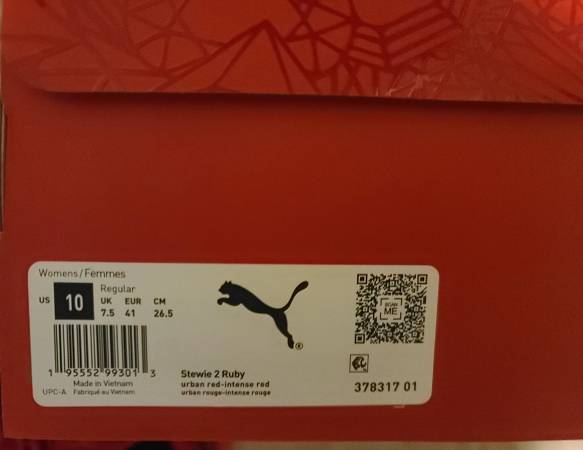 Womens/Femmes
Regular
US 10 UK EUR CM
7.5 41 26.5
SCAN
ME
1 95552 99301 3
Made in Vietnam
UPC-A Fabriqué au Vietnam
Stewie 2 Ruby
urban red-intense red
urban rouge-intense rouge
378317 01